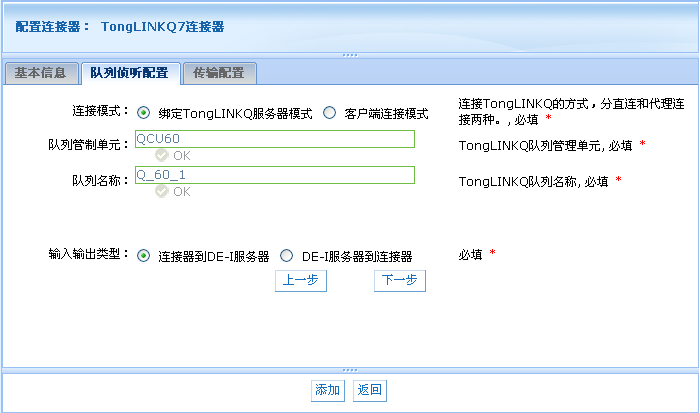 配置连接器： TongLINKQ7连接器
基本信息 队列侦听配置 传输配置
连接模式： 绑定TongLINKQ服务器模式 客户端连接模式 连接TongLINKQ的方式，分直连和代理连
接两种。, 必填 *
队列管制单元： QCU60 TongLINKQ队列管理单元, 必填 *
OK
队列名称： Q_60_1 TongLINKQ队列名称, 必填 *
OK
输入输出类型： 连接器到DE-I服务器 DE-I服务器到连接器 必填 *
上一步 下一步
添加 返回